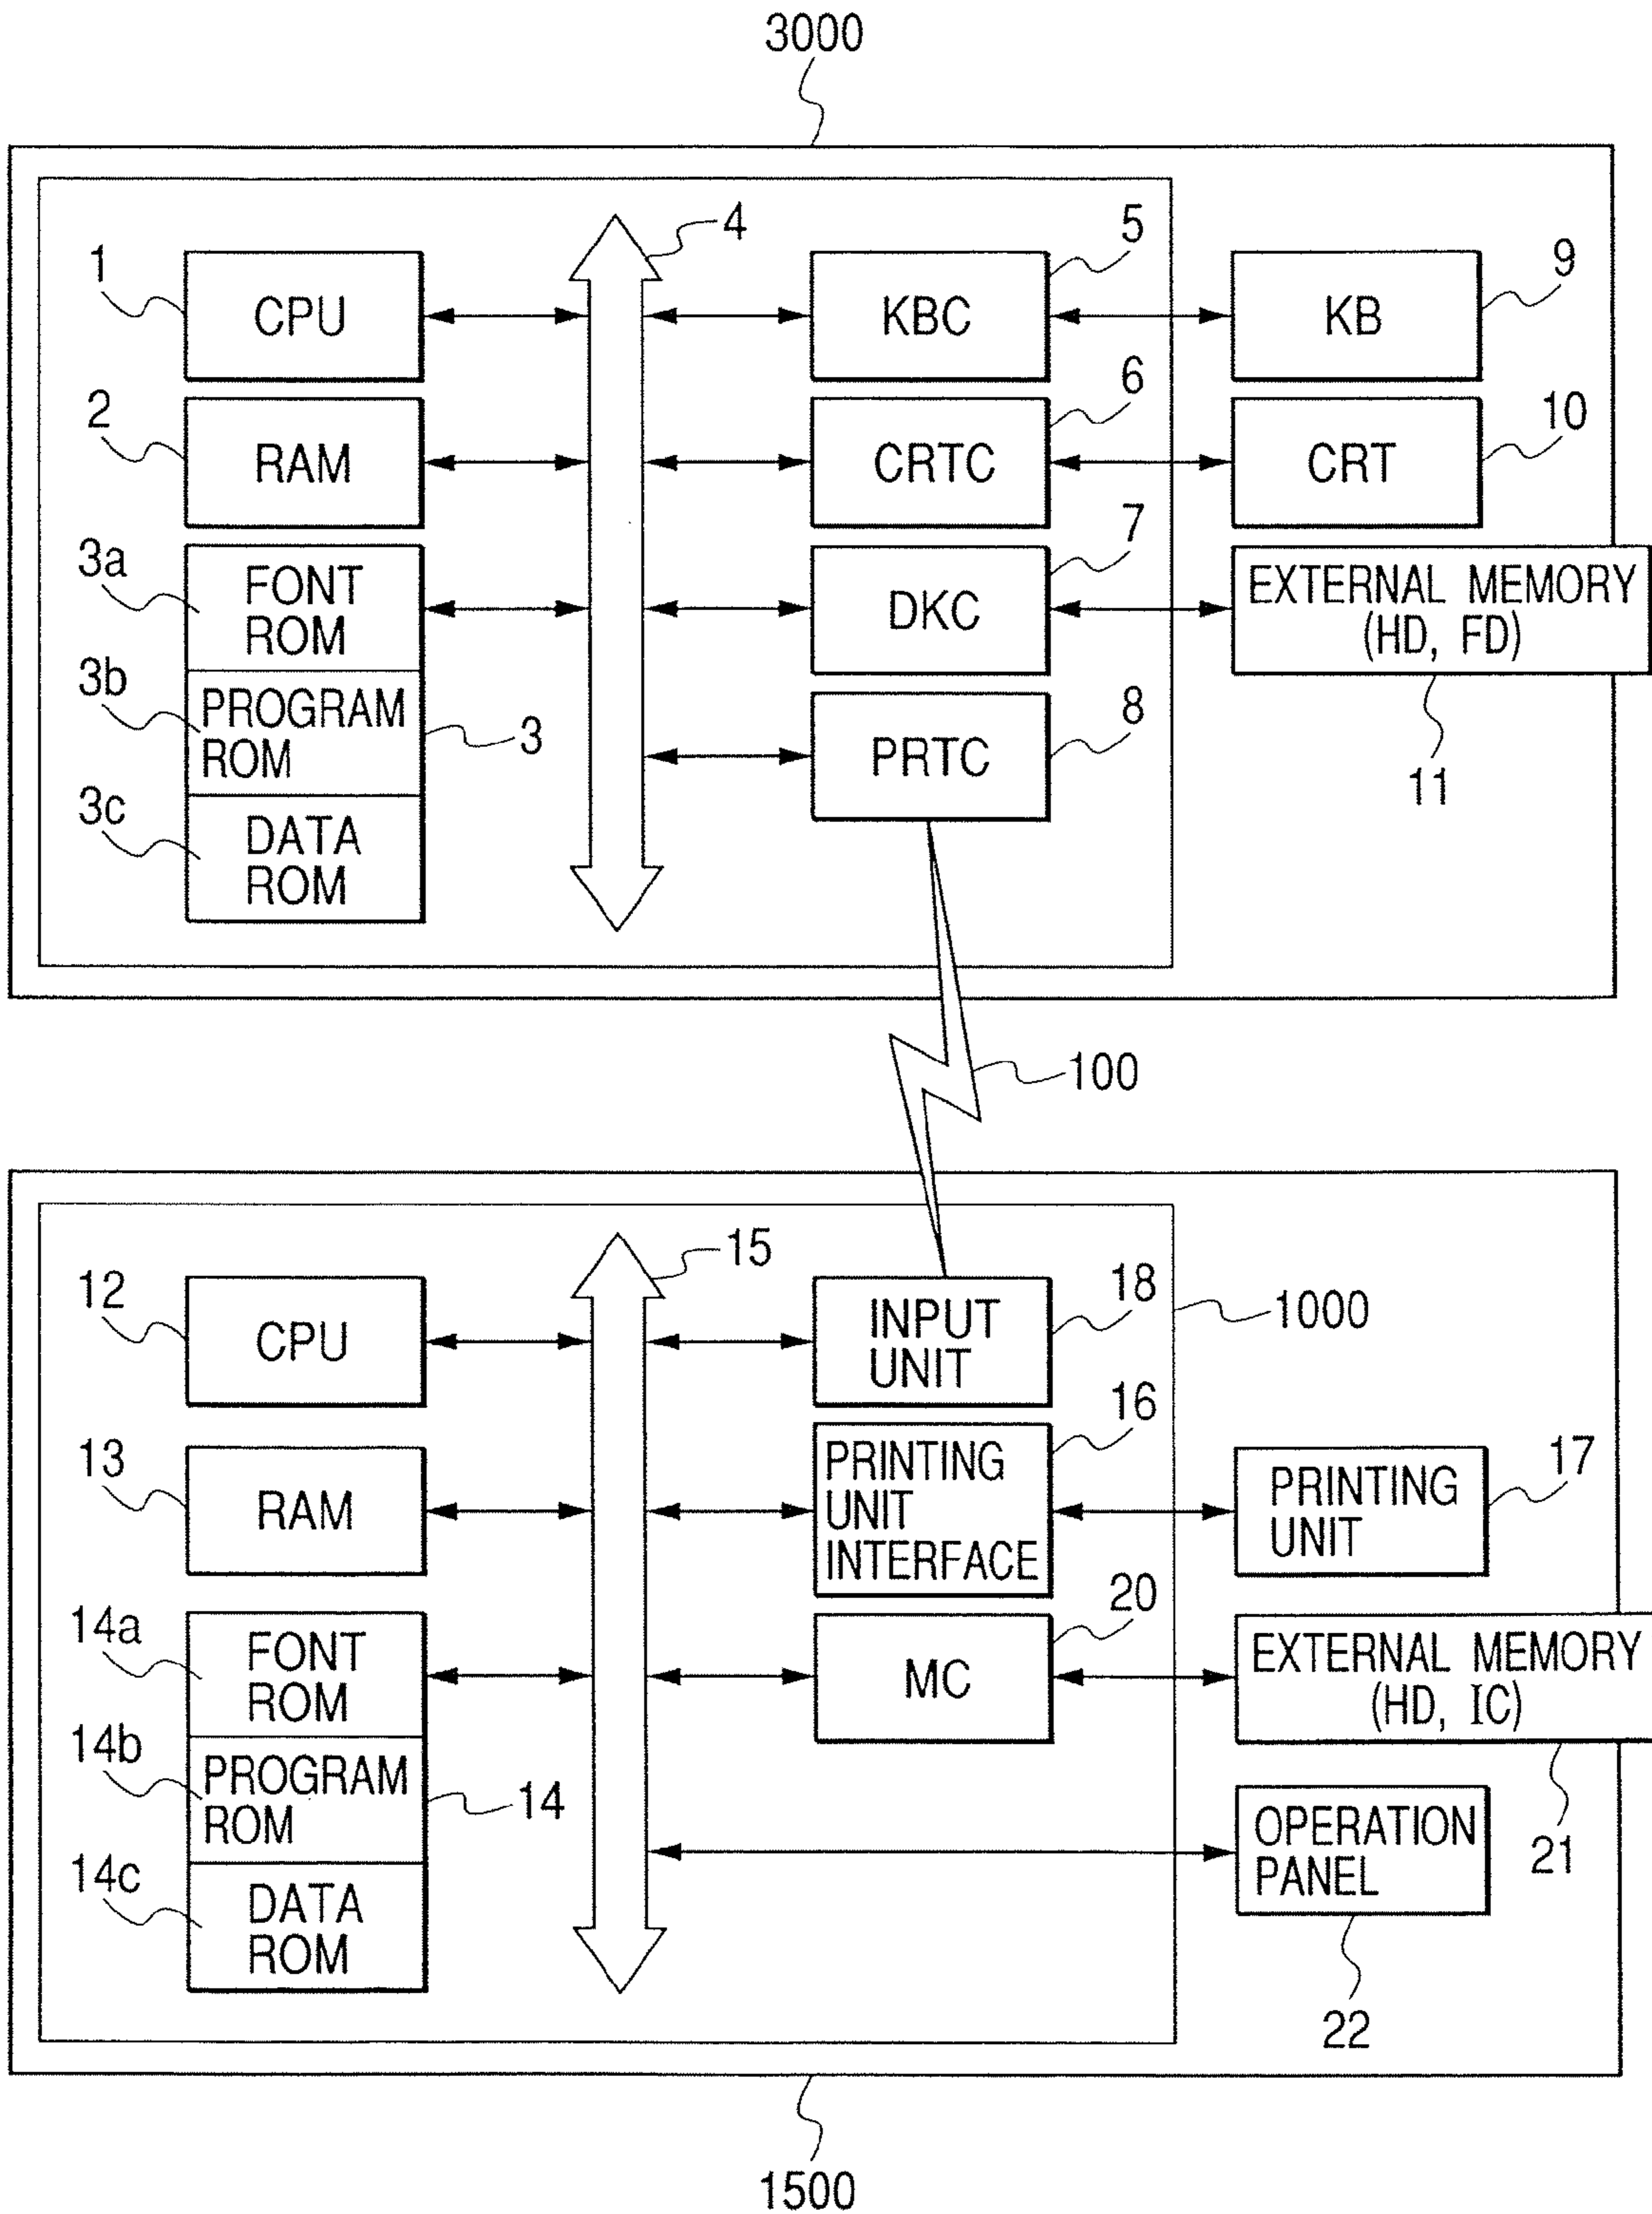 3000
4
5
1
CPU
KBC
KB
9
6
2
RAM
CRTC
CRT
10
7
3a
FONT
ROM
DKC
EXTERNAL MEMORY
(HD, FD)
3b
PROGRAM
ROM
3
8
PRTC
11
3c
DATA
ROM
100
15
12
CPU
INPUT
UNIT
18
1000
16
13
RAM
PRINTING
UNIT
INTERFACE
PRINTING
UNIT
17
20
14a
FONT
ROM
MC
EXTERNAL MEMORY
(HD, IC)
14b
PROGRAM
ROM
14
OPERATION
PANEL
21
14c
DATA
ROM
22
1500